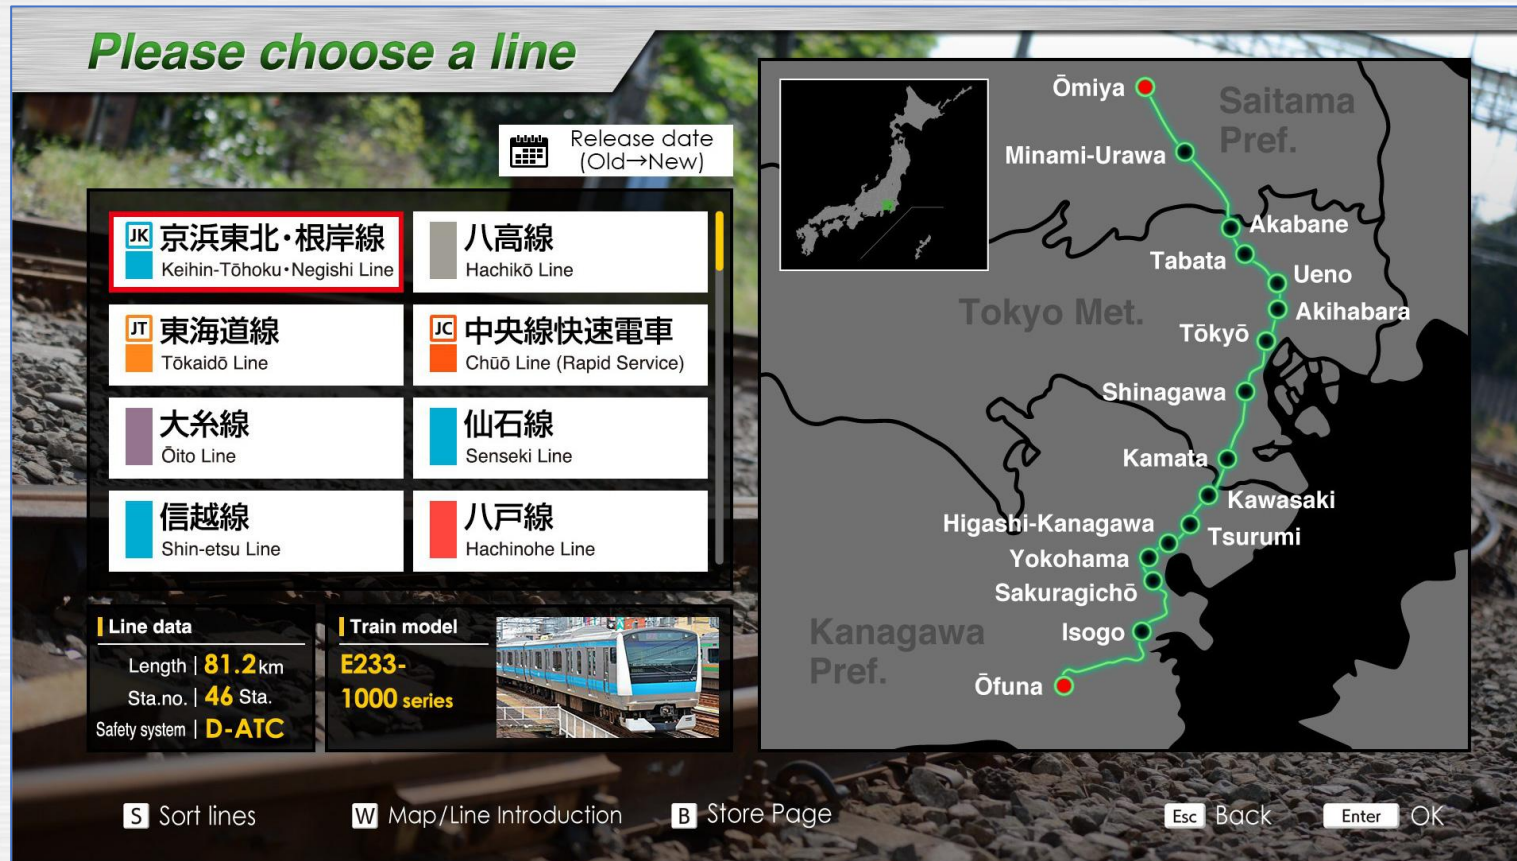 Please choose a line
Release date
(Old→New)
JK 京浜東北・根岸線
Keihin-Tōhoku・Negishi Line
八高線
Hachikō Line
JT 東海道線
Tōkaidō Line
JC 中央線快速電車
Chūō Line (Rapid Service)
大糸線
Ōito Line
仙石線
Senseki Line
信越線
Shin-etsu Line
八戸線
Hachinohe Line
Line data
Length | 81.2km
Sta.no. | 46 Sta.
Safety system | D-ATC
Train model
E233-
1000 series
Ōmiya
Saitama
Pref.
Minami-Urawa
Akabane
Tabata
Ueno
Tokyo Met.
Akihabara
Tōkyō
Shinagawa
Kamata
Kawasaki
Higashi-Kanagawa
Tsurumi
Yokohama
Sakuragichō
Kanagawa
Pref.
Isogo
Ōfuna
S Sort lines
W Map/Line Introduction
B Store Page
Esc Back
Enter OK